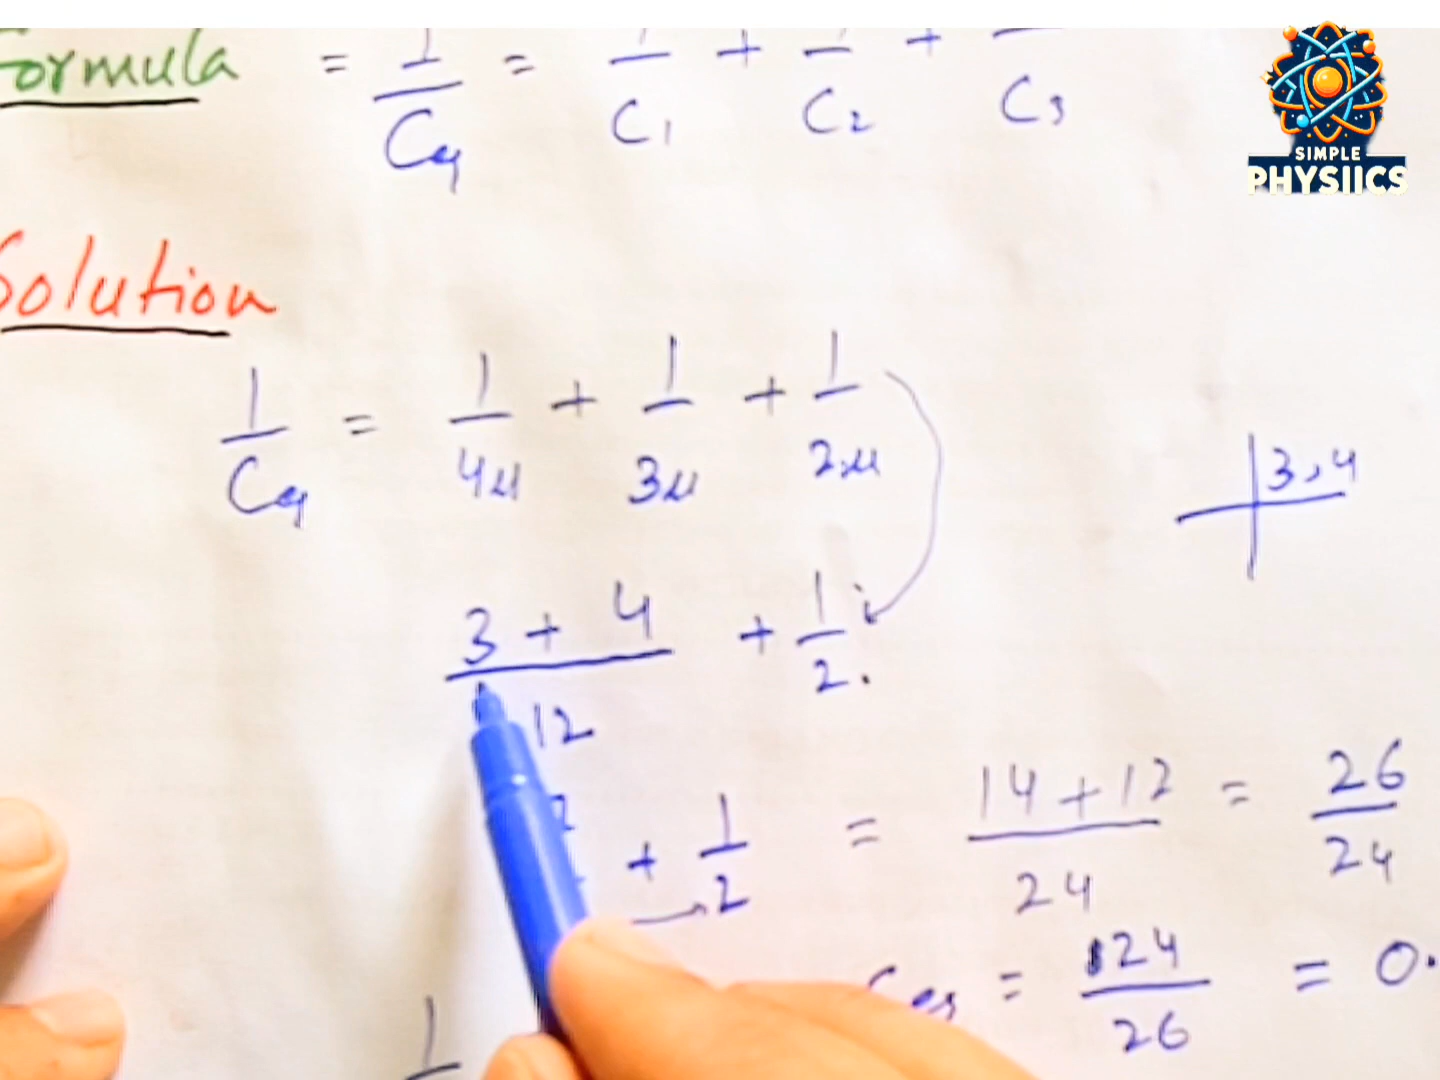 Formula = 1/Cq = 1/C1 + 1/C2 + /C3
SIMPLE
PHYSIICS
Solution
1/Cq = 1/4μ + 1/3μ + 1/2μ
3,4
3 + 4/12 + 1/2.
+ 1/2 = 14+12/24 = 26/24
= 24/26 = 0.
1